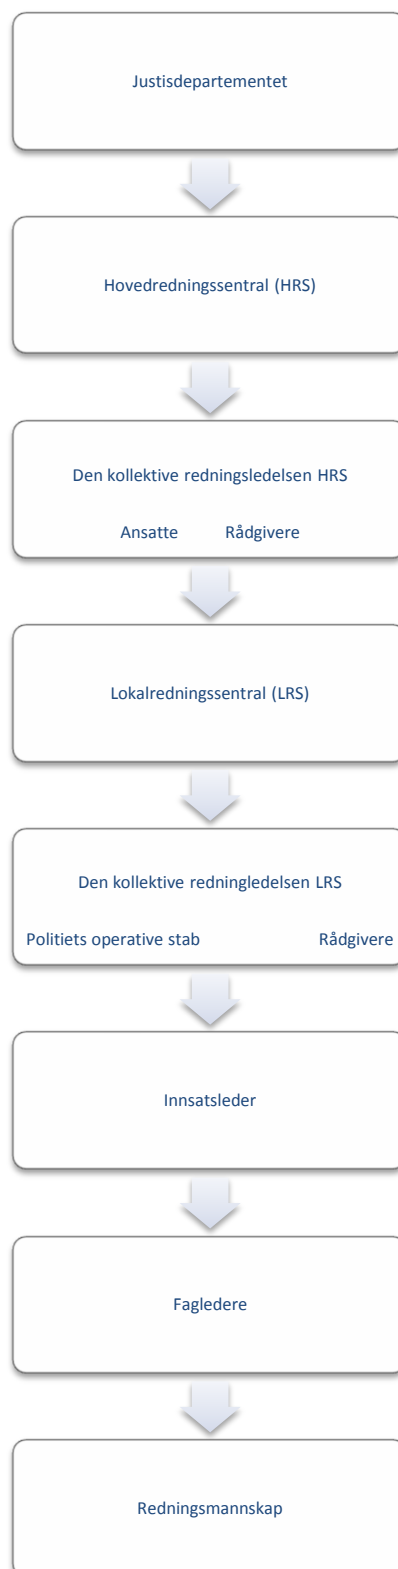 Justisdepartementet
Hovedredningssentral (HRS)
Den kollektive redningsledelsen HRS
Ansatte Rådgivere
Lokalredningssentral (LRS)
Den kollektive redningledelsen LRS
Politiets operative stab Rådgivere
Innsatsleder
Fagledere
Redningsmannskap